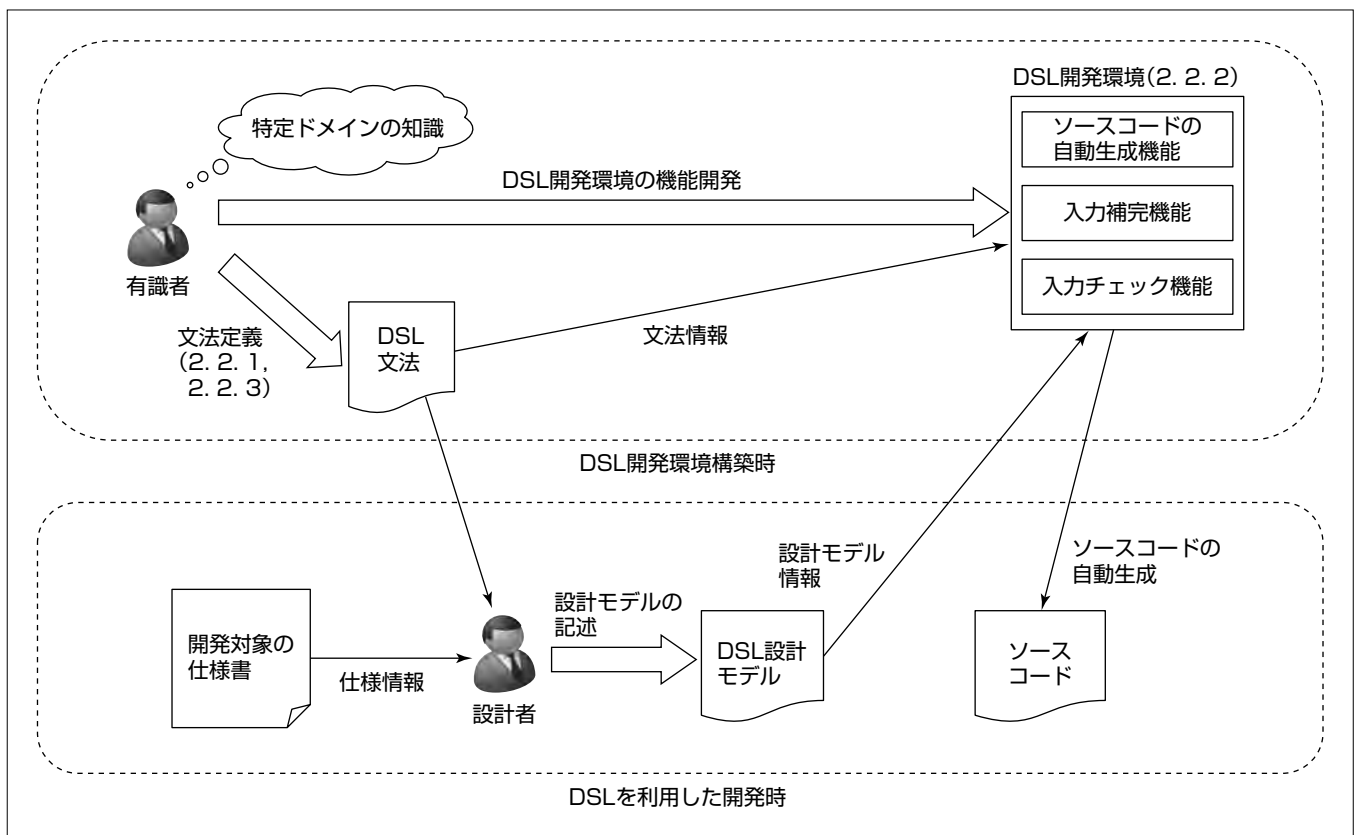 DSL開発環境(2. 2. 2)
ソースコードの
自動生成機能
入力補完機能
入力チェック機能
特定ドメインの知識
DSL開発環境の機能開発
有識者
文法定義
(2. 2. 1,
2. 2. 3)
DSL
文法
文法情報
DSL開発環境構築時
開発対象の
仕様書
仕様情報
設計者
設計モデルの
記述
DSL設計
モデル
設計モデル
情報
ソースコードの
自動生成
ソース
コード
DSLを利用した開発時